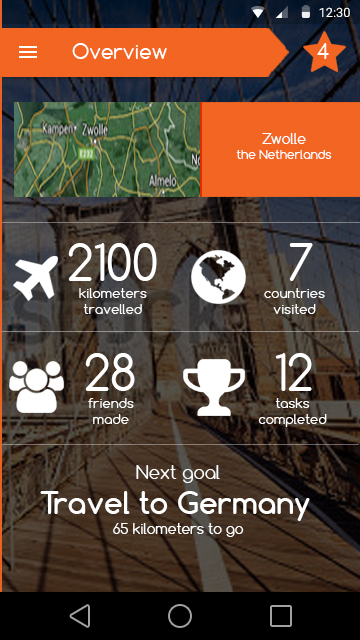 12:30
Overview
4
Kampen
Zwolle
E232
Almelo
Zwolle
the Netherlands
2100
kilometers
travelled
7
countries
visited
28
friends
made
12
tasks
completed
Next goal
Travel to Germany
65 kilometers to go